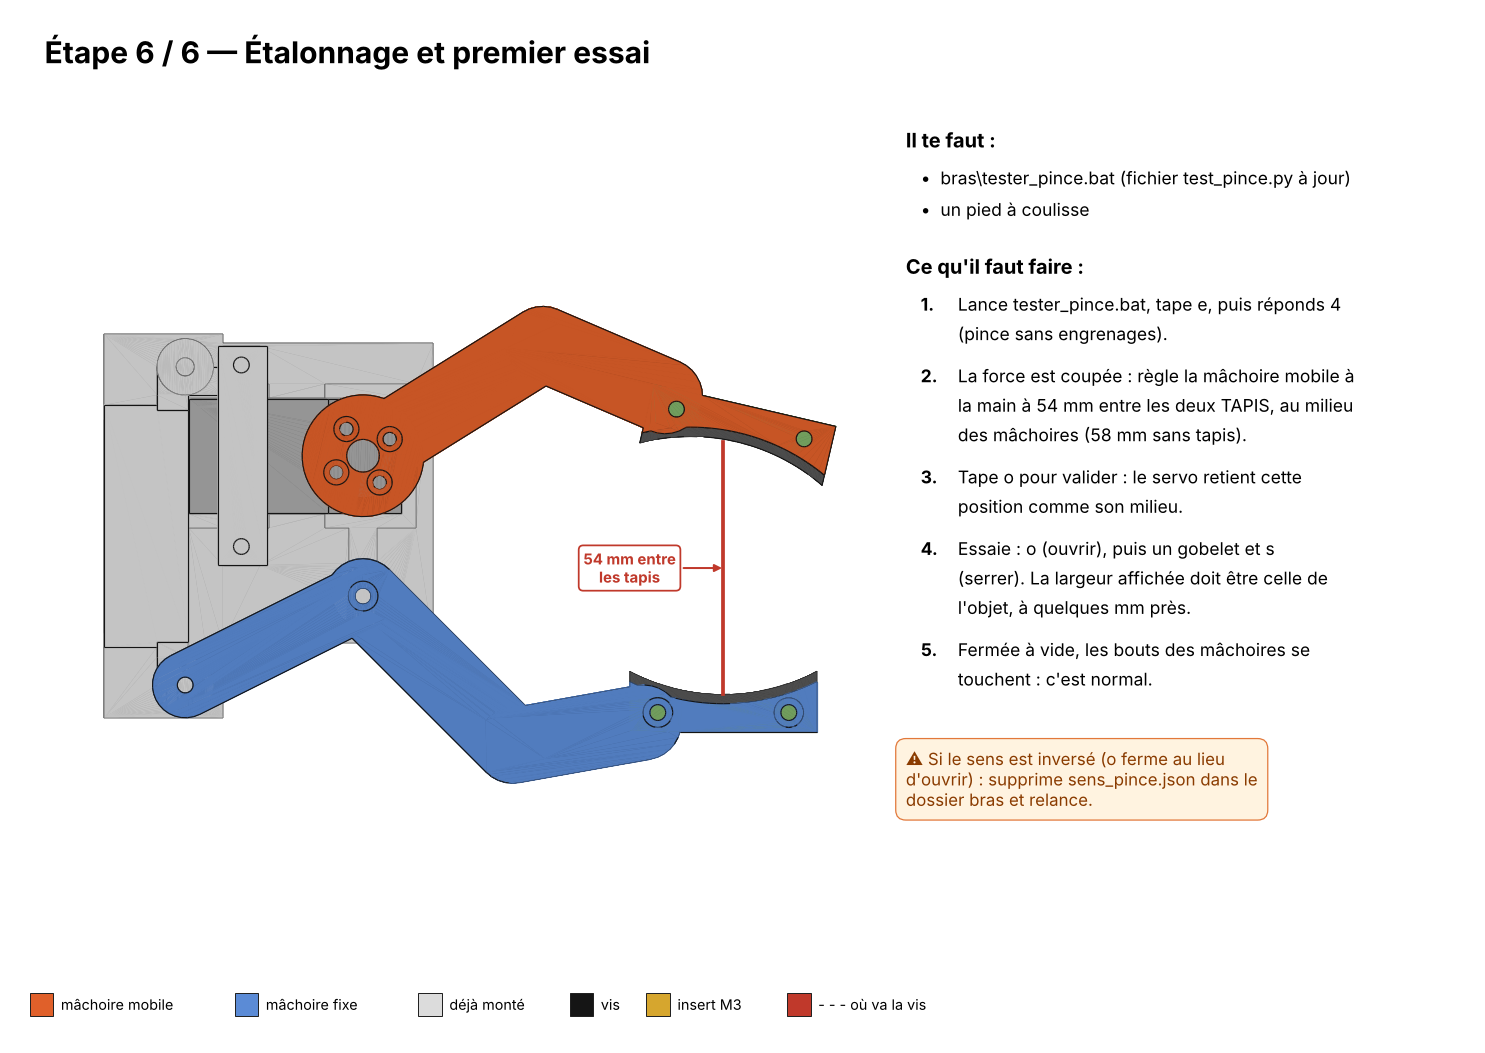 Étape 6 / 6 — Étalonnage et premier essai
Il te faut :
• bras\tester_pince.bat (fichier test_pince.py à jour)
• un pied à coulisse
Ce qu'il faut faire :
1. Lance tester_pince.bat, tape e, puis réponds 4
(pince sans engrenages).
2. La force est coupée : règle la mâchoire mobile à
la main à 54 mm entre les deux TAPIS, au milieu
des mâchoires (58 mm sans tapis).
3. Tape o pour valider : le servo retient cette
position comme son milieu.
4. Essaie : o (ouvrir), puis un gobelet et s
(serrer). La largeur affichée doit être celle de
l'objet, à quelques mm près.
5. Fermée à vide, les bouts des mâchoires se
touchent : c'est normal.
54 mm entre
les tapis
⚠ Si le sens est inversé (o ferme au lieu
d'ouvrir) : supprime sens_pince.json dans le
dossier bras et relance.
mâchoire mobile
mâchoire fixe
déjà monté
vis
insert M3
- - - où va la vis